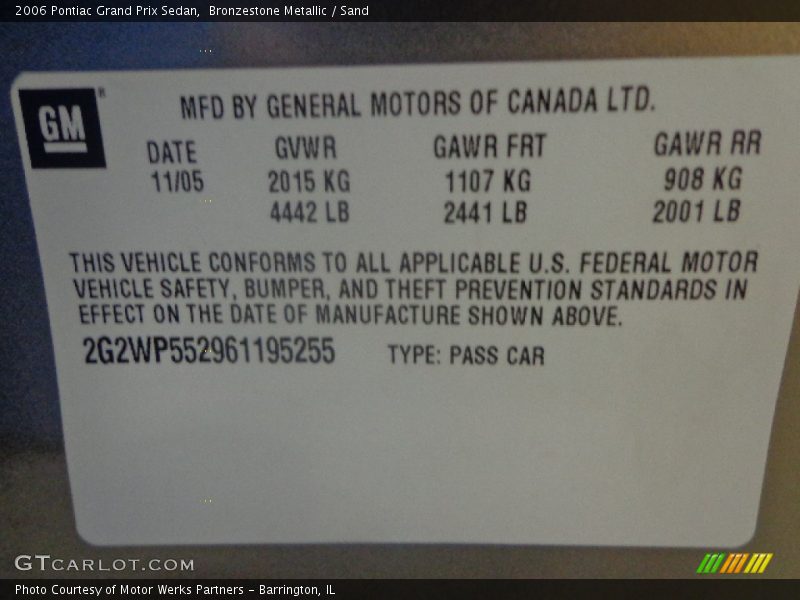 2006 Pontiac Grand Prix Sedan,  Bronzestone Metallic / Sand
GM®
MFD BY GENERAL MOTORS OF CANADA LTD.
DATE GVWR GAWR FRT GAWR RR
11/05 2015 KG 1107 KG 908 KG
4442 LB 2441 LB 2001 LB
THIS VEHICLE CONFORMS TO ALL APPLICABLE U.S. FEDERAL MOTOR
VEHICLE SAFETY, BUMPER, AND THEFT PREVENTION STANDARDS IN
EFFECT ON THE DATE OF MANUFACTURE SHOWN ABOVE.
2G2WP552961195255 TYPE: PASS CAR
GTCARLOT.COM
Photo Courtesy of Motor Werks Partners - Barrington, IL